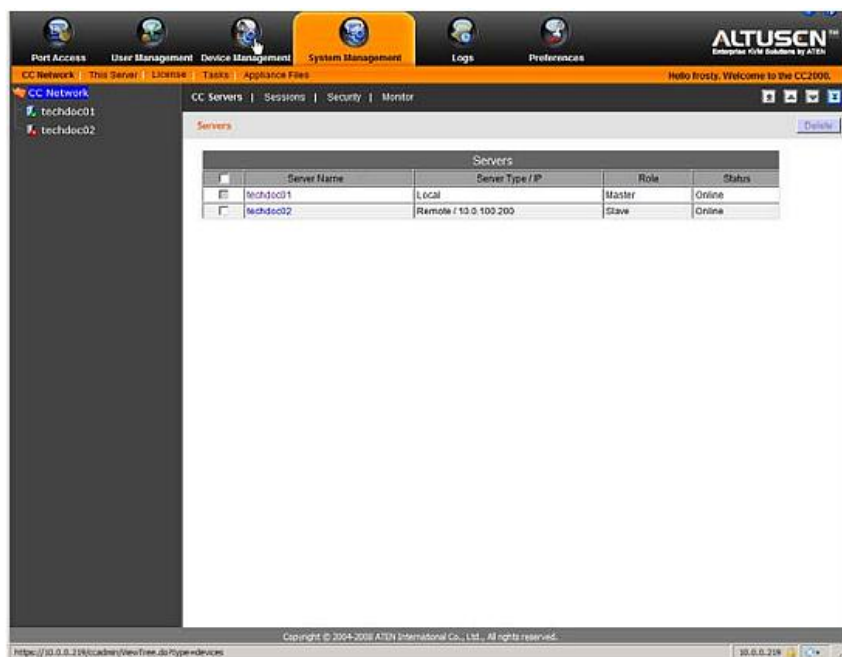 Port Access User Management Device Management System Management Logs Preferences
ALTUSEN™
Enterprise KVM Solutions by ATEN
CC Network | This Server | License | Tasks | Appliance Files
Hello frosty. Welcome to the CC2000.
CC Network
techdoc01
techdoc02
CC Servers | Sessions | Security | Monitor
Servers
Delete
Servers
Server Name Server Type / IP Role Status
techdoc01 Local Master Online
techdoc02 Remote / 10.0.100.200 Slave Online
Copyright © 2004-2008 ATEN International Co., Ltd., All rights reserved.
https://10.0.0.219/ccadmin/ViewTree.do?type=devices
10.0.0.219